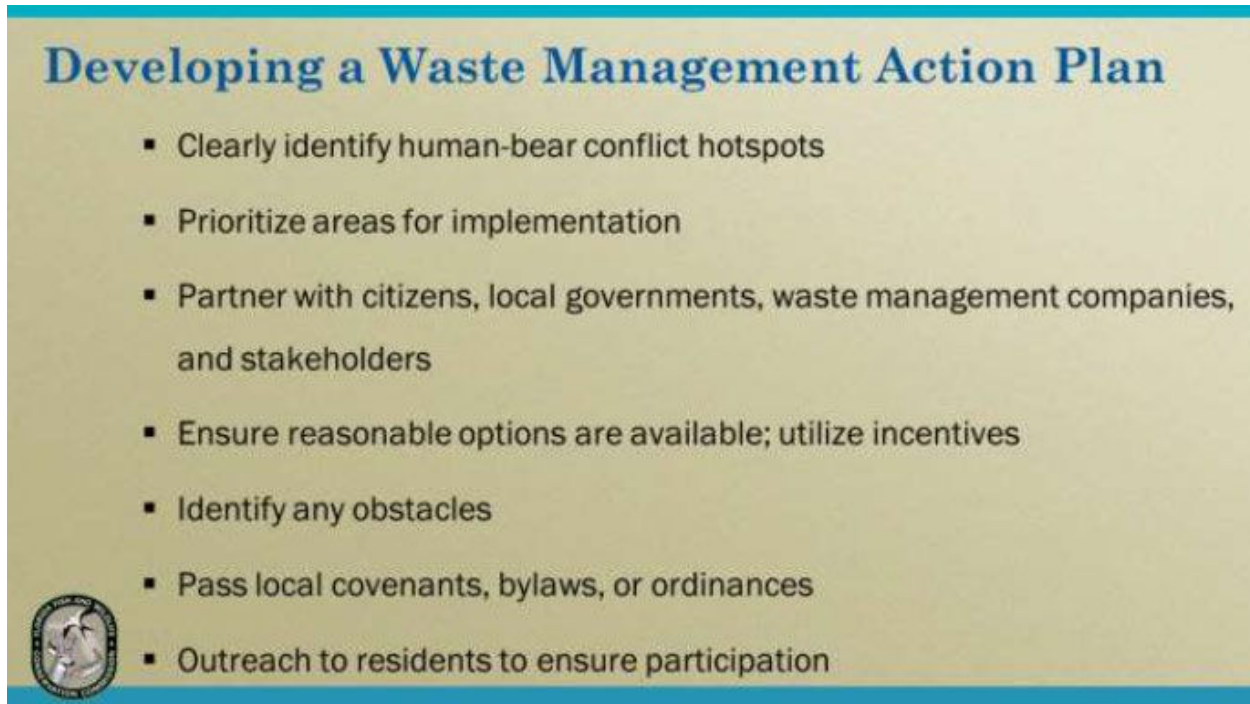 Developing a Waste Management Action Plan
▪ Clearly identify human-bear conflict hotspots
▪ Prioritize areas for implementation
▪ Partner with citizens, local governments, waste management companies,
and stakeholders
▪ Ensure reasonable options are available; utilize incentives
▪ Identify any obstacles
▪ Pass local covenants, bylaws, or ordinances
▪ Outreach to residents to ensure participation